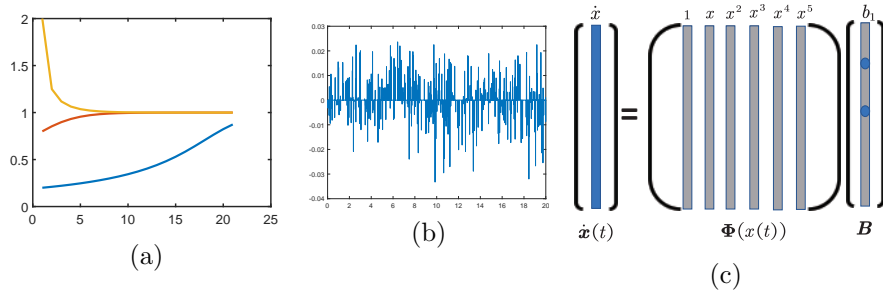 2
1.5
1
0.5
0
0 5 10 15 20 25
(a)
0.03
0.02
0.01
0
-0.01
-0.02
-0.03
-0.04
0 2 4 6 8 10 12 14 16 18 20
(b)
ẋ 1 x x² x³ x⁴ x⁵ b₁
=
ẋ(t) Φ(x(t)) B
(c)